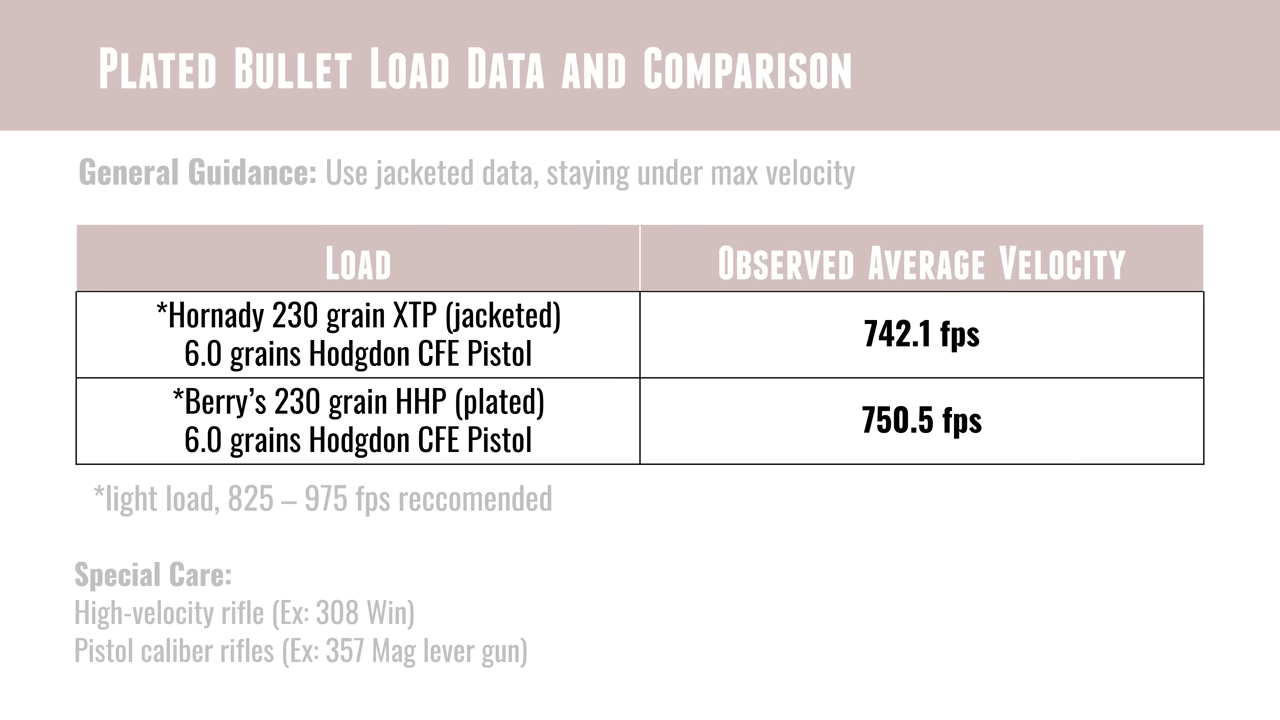 Plated Bullet Load Data and Comparison
General Guidance: Use jacketed data, staying under max velocity
Load
Observed Average Velocity
*Hornady 230 grain XTP (jacketed)
6.0 grains Hodgdon CFE Pistol
742.1 fps
*Berry’s 230 grain HHP (plated)
6.0 grains Hodgdon CFE Pistol
750.5 fps
*light load, 825 – 975 fps reccomended
Special Care:
High-velocity rifle (Ex: 308 Win)
Pistol caliber rifles (Ex: 357 Mag lever gun)